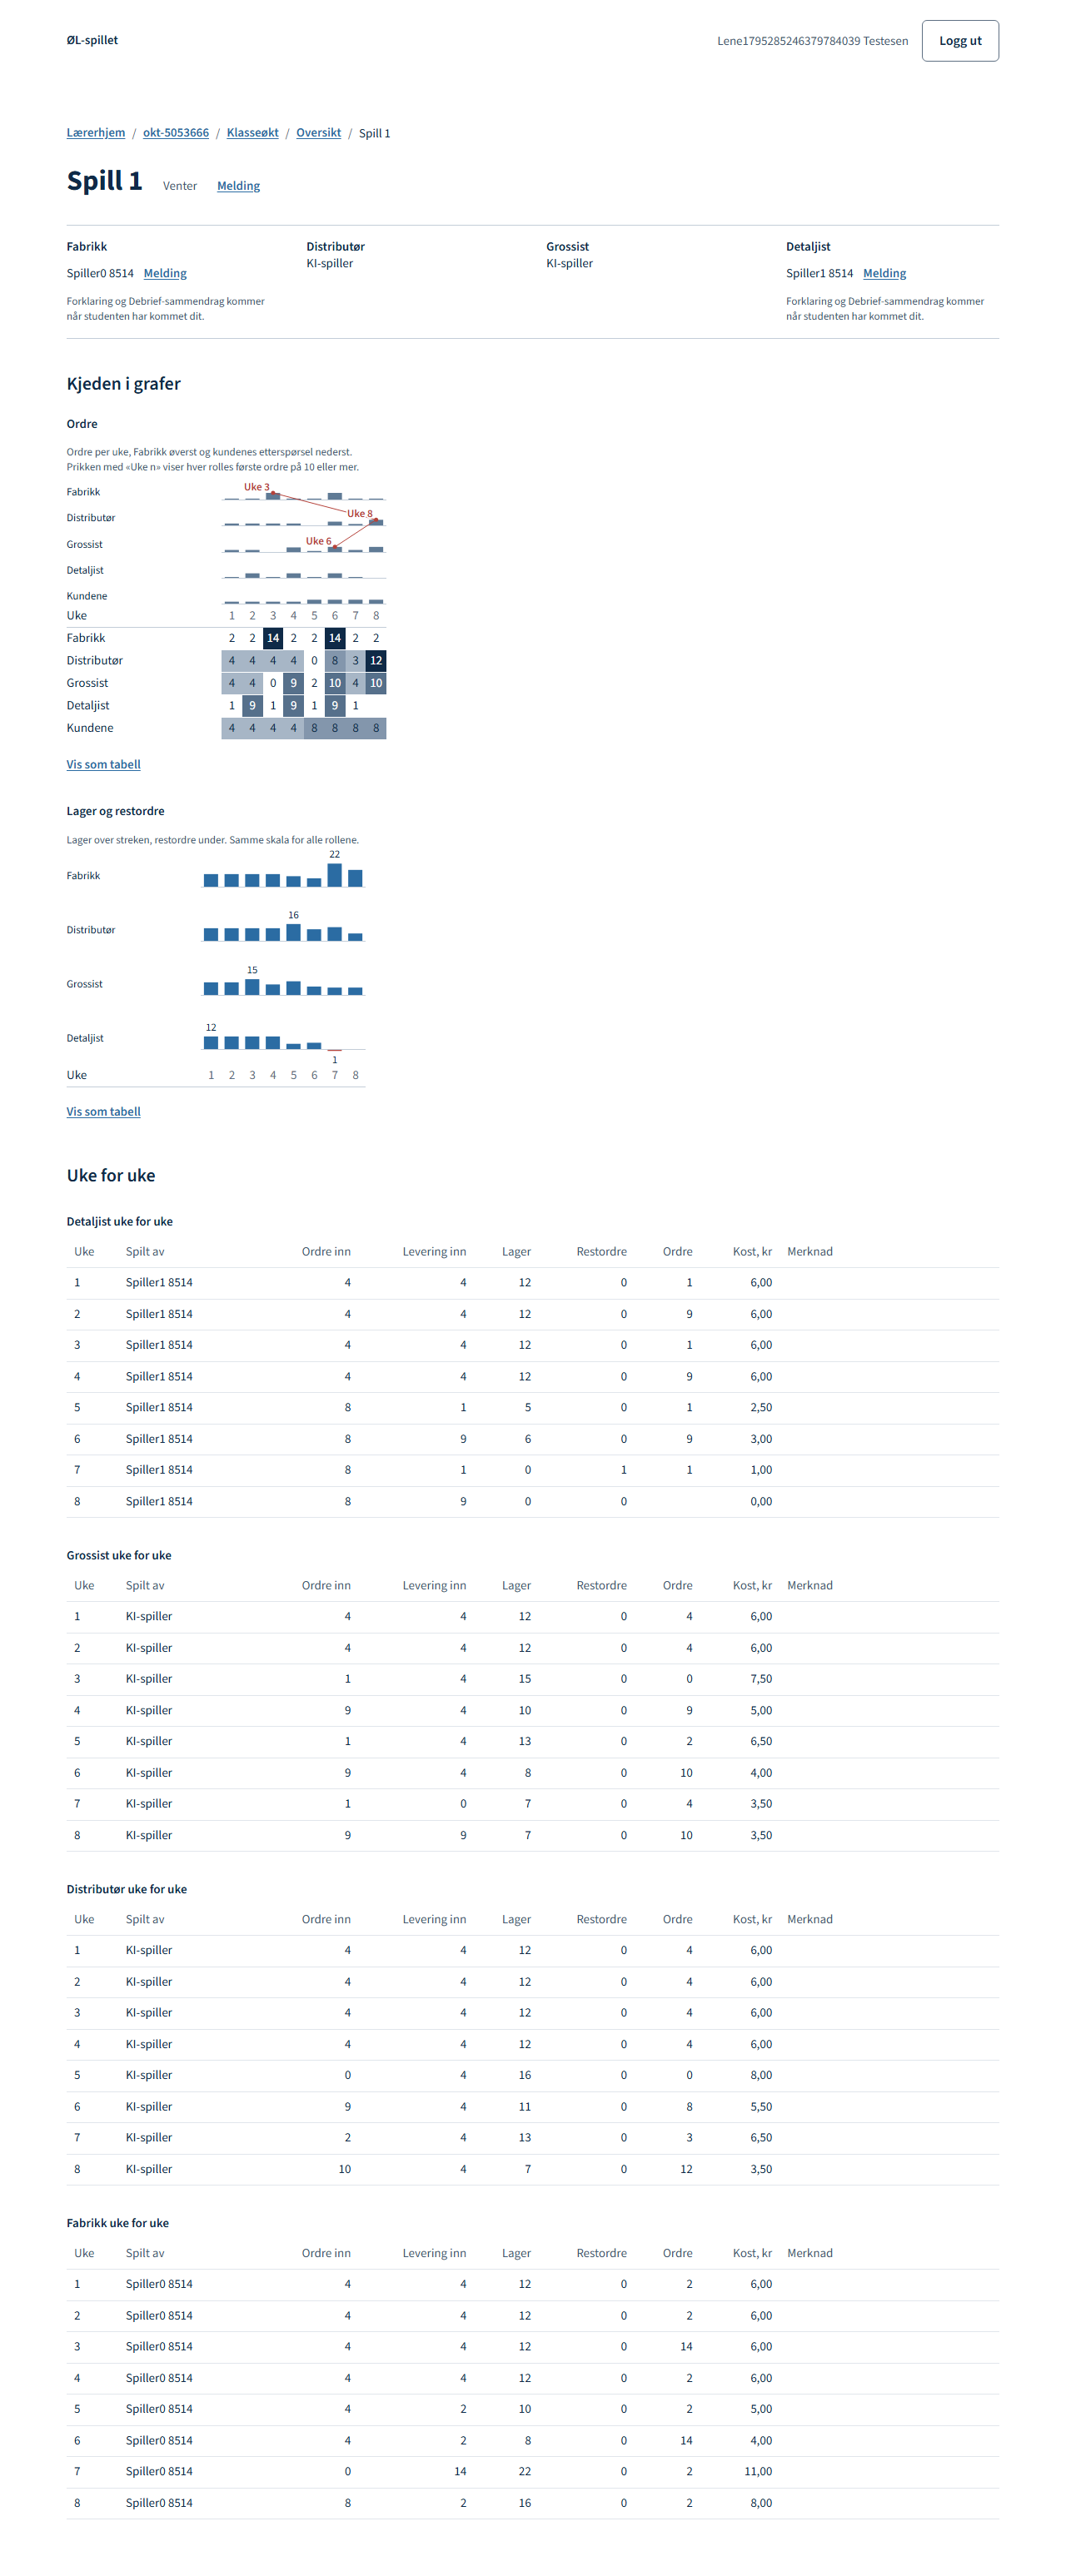 ØL-spillet
Lene1795285246379784039 Testesen
Logg ut
Lærerhjem / okt-5053666 / Klasseøkt / Oversikt / Spill 1
Spill 1 Venter Melding
Fabrikk Distributør Grossist Detaljist
KI-spiller KI-spiller
Spiller0 8514 Melding Spiller1 8514 Melding
Forklaring og Debrief-sammendrag kommer
når studenten har kommet dit.
Forklaring og Debrief-sammendrag kommer
når studenten har kommet dit.
Kjeden i grafer
Ordre
Ordre per uke, Fabrikk øverst og kundenes etterspørsel nederst.
Prikken med «Uke n» viser hver rolles første ordre på 10 eller mer.
Uke 3
Fabrikk
Uke 8
Distributør
Uke 6
Grossist
Detaljist
Kundene
Uke 1 2 3 4 5 6 7 8
Fabrikk 2 2 14 2 2 14 2 2
Distributør 4 4 4 4 0 8 3 12
Grossist 4 4 0 9 2 10 4 10
Detaljist 1 9 1 9 1 9 1
Kundene 4 4 4 4 8 8 8 8
Vis som tabell
Lager og restordre
Lager over streken, restordre under. Samme skala for alle rollene.
22
Fabrikk
16
Distributør
15
Grossist
12
Detaljist
1
Uke 1 2 3 4 5 6 7 8
Vis som tabell
Uke for uke
Detaljist uke for uke
Uke Spilt av Ordre inn Levering inn Lager Restordre Ordre Kost, kr Merknad
1 Spiller1 8514 4 4 12 0 1 6,00
2 Spiller1 8514 4 4 12 0 9 6,00
3 Spiller1 8514 4 4 12 0 1 6,00
4 Spiller1 8514 4 4 12 0 9 6,00
5 Spiller1 8514 8 1 5 0 1 2,50
6 Spiller1 8514 8 9 6 0 9 3,00
7 Spiller1 8514 8 1 0 1 1 1,00
8 Spiller1 8514 8 9 0 0 0,00
Grossist uke for uke
Uke Spilt av Ordre inn Levering inn Lager Restordre Ordre Kost, kr Merknad
1 KI-spiller 4 4 12 0 4 6,00
2 KI-spiller 4 4 12 0 4 6,00
3 KI-spiller 1 4 15 0 0 7,50
4 KI-spiller 9 4 10 0 9 5,00
5 KI-spiller 1 4 13 0 2 6,50
6 KI-spiller 9 4 8 0 10 4,00
7 KI-spiller 1 0 7 0 4 3,50
8 KI-spiller 9 9 7 0 10 3,50
Distributør uke for uke
Uke Spilt av Ordre inn Levering inn Lager Restordre Ordre Kost, kr Merknad
1 KI-spiller 4 4 12 0 4 6,00
2 KI-spiller 4 4 12 0 4 6,00
3 KI-spiller 4 4 12 0 4 6,00
4 KI-spiller 4 4 12 0 4 6,00
5 KI-spiller 0 4 16 0 0 8,00
6 KI-spiller 9 4 11 0 8 5,50
7 KI-spiller 2 4 13 0 3 6,50
8 KI-spiller 10 4 7 0 12 3,50
Fabrikk uke for uke
Uke Spilt av Ordre inn Levering inn Lager Restordre Ordre Kost, kr Merknad
1 Spiller0 8514 4 4 12 0 2 6,00
2 Spiller0 8514 4 4 12 0 2 6,00
3 Spiller0 8514 4 4 12 0 14 6,00
4 Spiller0 8514 4 4 12 0 2 6,00
5 Spiller0 8514 4 2 10 0 2 5,00
6 Spiller0 8514 4 2 8 0 14 4,00
7 Spiller0 8514 0 14 22 0 2 11,00
8 Spiller0 8514 8 2 16 0 2 8,00